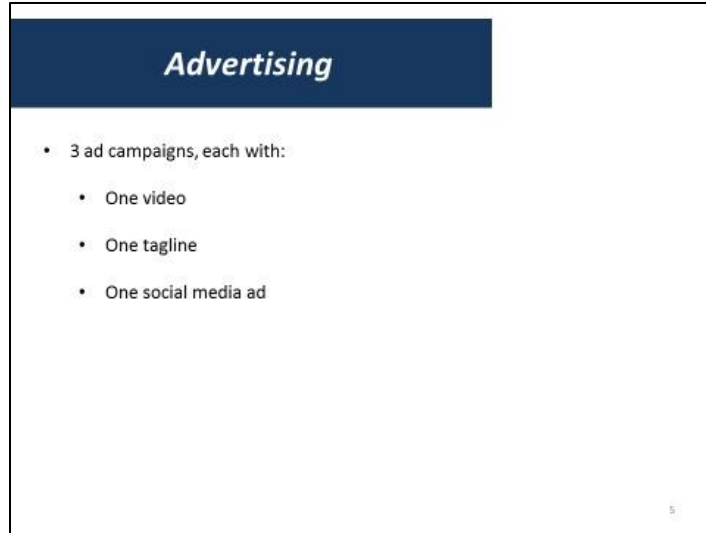 Advertising
• 3 ad campaigns, each with:
• One video
• One tagline
• One social media ad
5